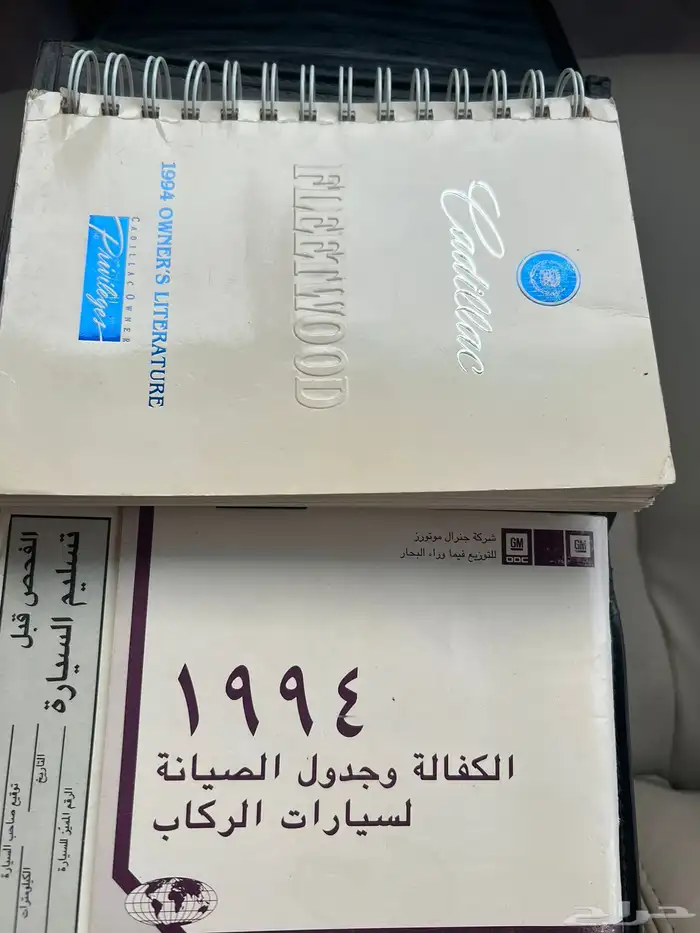 Cadillac
FLEETWOOD
1994 OWNER'S LITERATURE
CADILLAC OWNER
Privileges
شركة جنرال موتورز
للتوزيع فيما وراء البحار
GM
ODC
GM
١٩٩٤
الكفالة وجدول الصيانة
لسيارات الركاب
الفحص قبل
تسليم السيارة
الرقم المميز للسيارة
التاريخ
توقيع صاحب السيارة
الكيلومترات
حراج